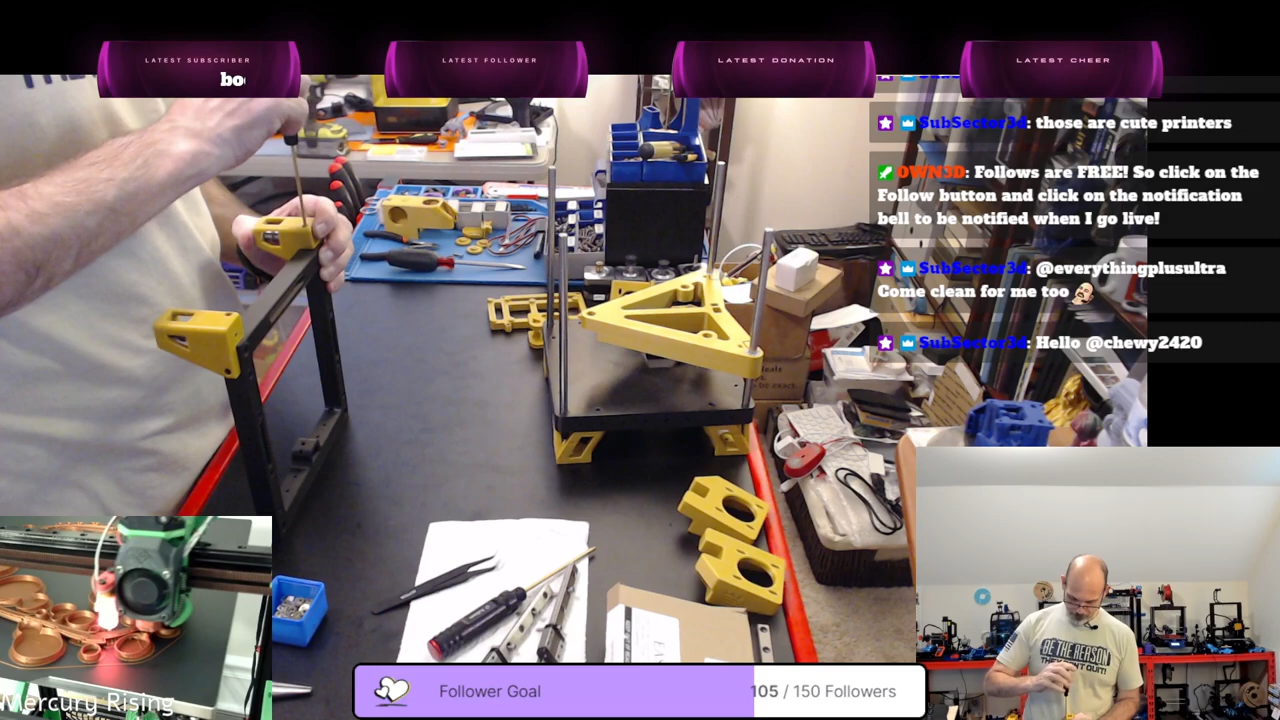 LATEST SUBSCRIBER
bo
LATEST FOLLOWER
LATEST DONATION
LATEST CHEER
SubSector3d: those are cute printers
OWN3D: Follows are FREE! So click on the
Follow button and click on the notification
bell to be notified when I go live!
SubSector3d: @everythingplusultra
Come clean for me too
SubSector3d: Hello @chewy2420
BE THE REASON
Mercury Rising
Follower Goal
105 / 150 Followers